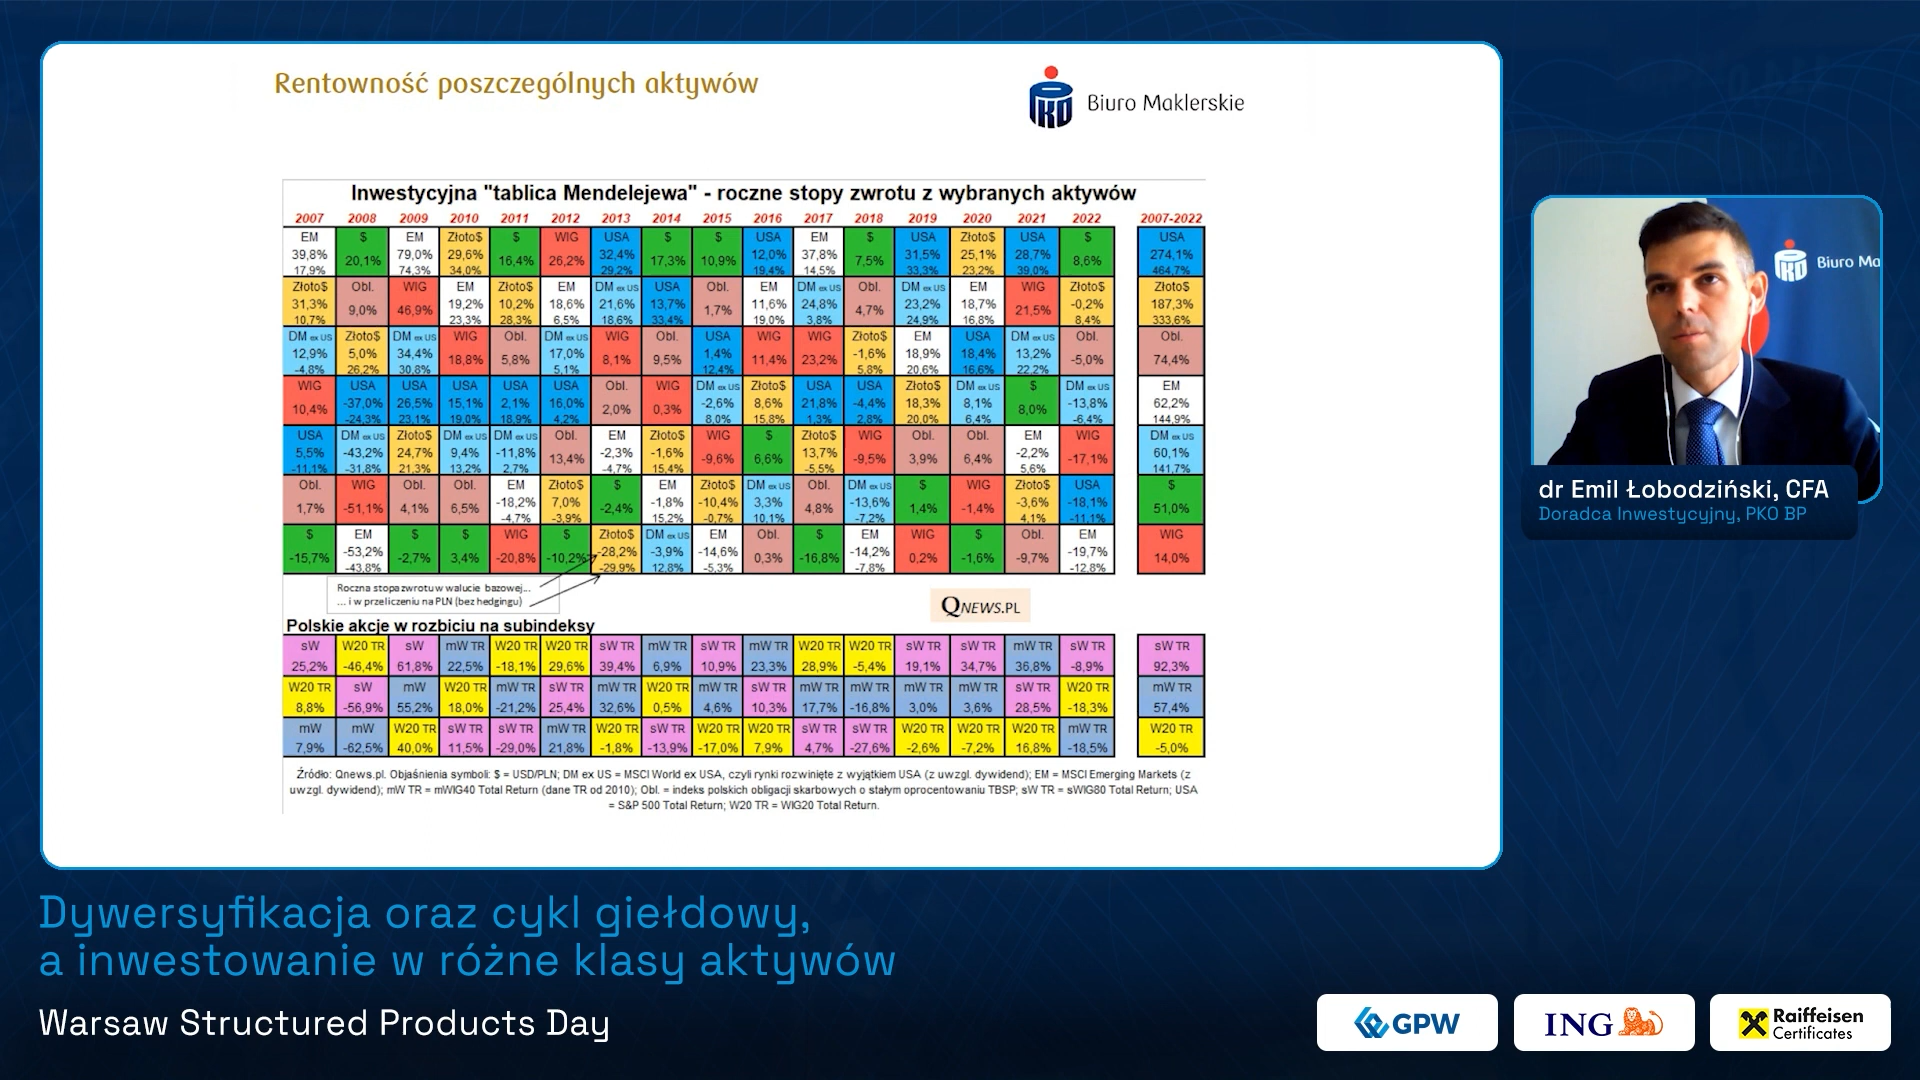 Rentowność poszczególnych aktywów
PKO Biuro Maklerskie
Inwestycyjna "tablica Mendelejewa" - roczne stopy zwrotu z wybranych aktywów
2007 2008 2009 2010 2011 2012 2013 2014 2015 2016 2017 2018 2019 2020 2021 2022 2007-2022
EM $ EM Złoto$ $ WIG USA $ $ USA EM $ USA Złoto$ USA $ USA
39,8% 20,1% 79,0% 29,6% 16,4% 26,2% 32,4% 17,3% 10,9% 12,0% 37,8% 7,5% 31,5% 25,1% 28,7% 8,6% 274,1%
17,9% 74,3% 34,0% 29,2% 19,4% 14,5% 33,3% 23,2% 39,0% 464,7%
Złoto$ Obl. WIG EM Złoto$ EM DM ex US USA Obl. EM DM ex US Obl. DM ex US EM WIG Złoto$ Złoto$
31,3% 9,0% 46,9% 19,2% 10,2% 18,6% 21,6% 13,7% 1,7% 11,6% 24,8% 4,7% 23,2% 18,7% 21,5% -0,2% 187,3%
10,7% 23,3% 28,3% 6,5% 18,6% 33,4% 19,0% 3,8% 24,9% 16,8% 8,4% 333,6%
DM ex US Złoto$ DM ex US WIG Obl. DM ex US WIG Obl. USA WIG WIG Złoto$ EM USA DM ex US Obl. Obl.
12,9% 5,0% 34,4% 18,8% 5,8% 17,0% 8,1% 9,5% 1,4% 11,4% 23,2% -1,6% 18,9% 18,4% 13,2% -5,0% 74,4%
-4,8% 26,2% 30,8% 5,1% 12,4% 5,8% 20,6% 16,6% 22,2%
WIG USA USA USA USA USA Obl. WIG DM ex US Złoto$ USA USA Złoto$ DM ex US $ DM ex US EM
10,4% -37,0% 26,5% 15,1% 2,1% 16,0% 2,0% 0,3% -2,6% 8,6% 21,8% -4,4% 18,3% 8,1% 8,0% -13,8% 62,2%
-24,3% 23,1% 19,0% 18,9% 4,2% 8,0% 15,8% 1,3% 2,8% 20,0% 6,4% -6,4% 144,9%
USA DM ex US Złoto$ DM ex US DM ex US Obl. EM Złoto$ WIG $ Złoto$ WIG Obl. Obl. EM WIG DM ex US
5,5% -43,2% 24,7% 9,4% -11,8% 13,4% -2,3% -1,6% -9,6% 6,6% 13,7% -9,5% 3,9% 6,4% -2,2% -17,1% 60,1%
-11,1% -31,8% 21,3% 13,2% 2,7% -4,7% 15,4% -5,5% 5,6% 141,7%
Obl. WIG Obl. Obl. EM Złoto$ $ EM Złoto$ DM ex US Obl. DM ex US $ WIG Złoto$ USA $
1,7% -51,1% 4,1% 6,5% -18,2% 7,0% -2,4% -1,8% -10,4% 3,3% 4,8% -13,6% 1,4% -1,4% -3,6% -18,1% 51,0%
-4,7% -3,9% 15,2% -0,7% 10,1% -7,2% 4,1% -11,1%
$ EM $ $ WIG $ Złoto$ DM ex US EM Obl. $ EM WIG $ Obl. EM WIG
-15,7% -53,2% -2,7% 3,4% -20,8% -10,2% -28,2% -3,9% -14,6% 0,3% -16,8% -14,2% 0,2% -1,6% -9,7% -19,7% 14,0%
-43,8% -29,9% 12,8% -5,3% -7,8% -12,8%
Roczna stopa zwrotu w walucie bazowej...
... i w przeliczeniu na PLN (bez hedgingu)
QNEWS.PL
Polskie akcje w rozbiciu na subindeksy
sW W20 TR sW mW TR W20 TR W20 TR sW TR mW TR sW TR mW TR W20 TR W20 TR sW TR sW TR mW TR sW TR sW TR
25,2% -46,4% 61,8% 22,5% -18,1% 29,6% 39,4% 6,9% 10,9% 23,3% 28,9% -5,4% 19,1% 34,7% 36,8% -8,9% 92,3%
W20 TR sW mW W20 TR mW TR sW TR mW TR W20 TR mW TR sW TR mW TR mW TR mW TR mW TR sW TR W20 TR mW TR
8,8% -56,9% 55,2% 18,0% -21,2% 25,4% 32,6% 0,5% 4,6% 10,3% 17,7% -16,8% 3,0% 3,6% 28,5% -18,3% 57,4%
mW mW W20 TR sW TR sW TR mW TR W20 TR sW TR W20 TR W20 TR sW TR sW TR W20 TR W20 TR W20 TR mW TR W20 TR
7,9% -62,5% 40,0% 11,5% -29,0% 21,8% -1,8% -13,9% -17,0% 7,9% 4,7% -27,6% -2,6% -7,2% 16,8% -18,5% -5,0%
Źródło: Qnews.pl. Objaśnienia symboli: $ = USD/PLN; DM ex US = MSCI World ex USA, czyli rynki rozwinięte z wyjątkiem USA (z uwzgl. dywidend); EM = MSCI Emerging Markets (z
uwzgl. dywidend); mW TR = mWIG40 Total Return (dane TR od 2010); Obl. = indeks polskich obligacji skarbowych o stałym oprocentowaniu TBSP; sW TR = sWIG80 Total Return; USA
= S&P 500 Total Return; W20 TR = WIG20 Total Return.
Biuro Ma
dr Emil Łobodziński, CFA
Doradca Inwestycyjny, PKO BP
Dywersyfikacja oraz cykl giełdowy,
a inwestowanie w różne klasy aktywów
Warsaw Structured Products Day
GPW
ING
Raiffeisen
Certificates